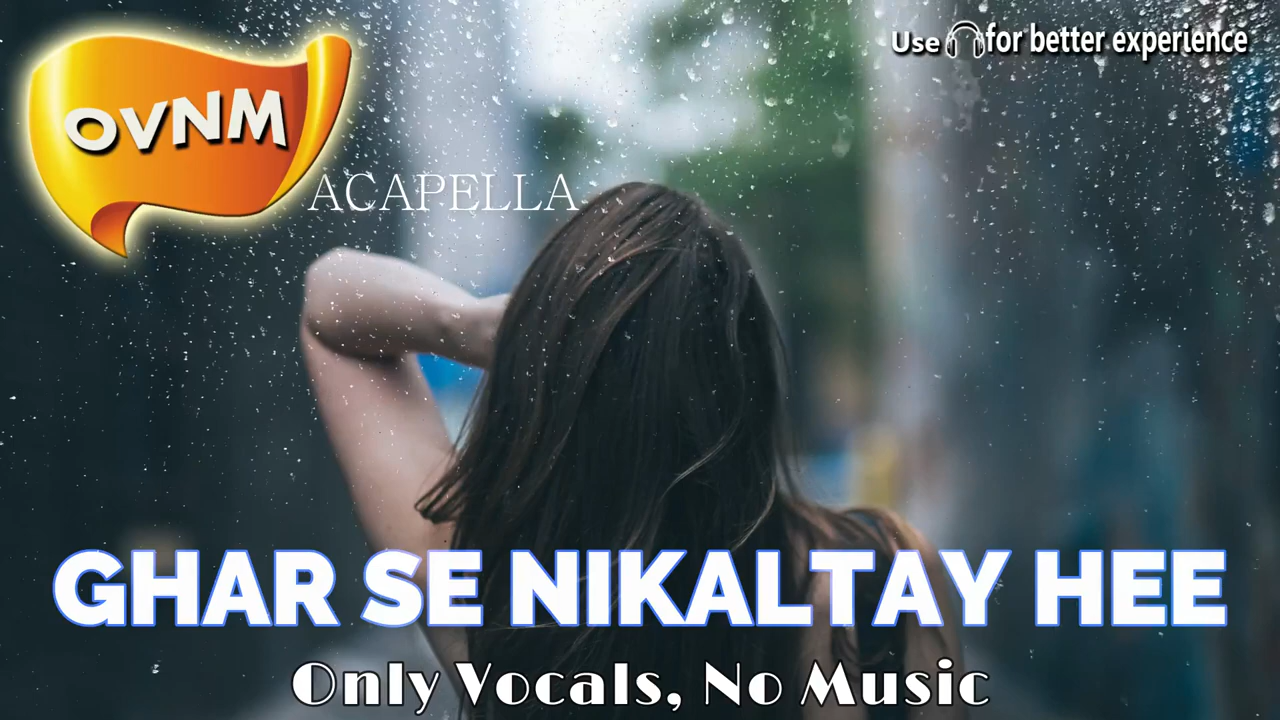 Use for better experience
OVNM
ACAPELLA
GHAR SE NIKALTAY HEE
Only Vocals, No Music